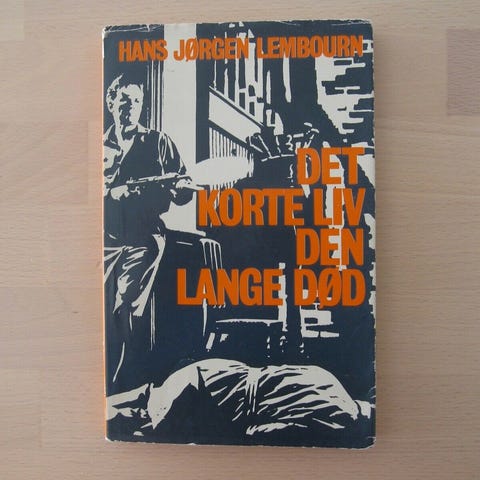 HANS JØRGEN LEMBOURN
DET
KORTE LIV
DEN
LANGE DØD